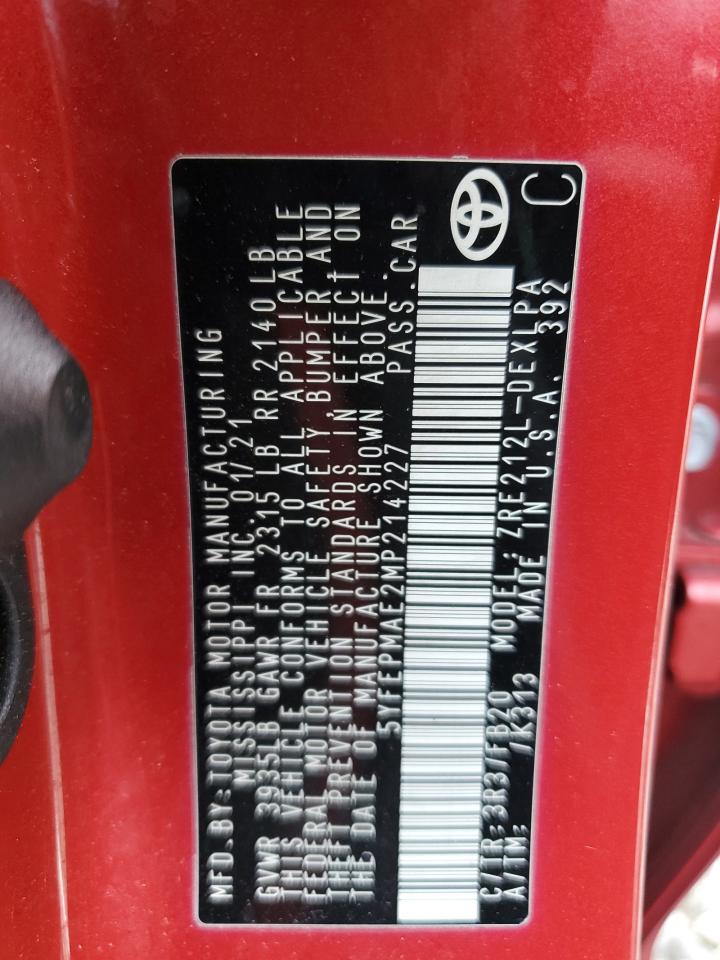 MFD.BY:TOYOTA MOTOR MANUFACTURING
MISSISSIPPI INC. 01/21
GVWR 3935LB GAWR FR 2315 LB RR 2140LB
THIS VEHICLE CONFORMS TO ALL APPLICABLE
FEDERAL MOTOR VEHICLE SAFETY,BUMPER,AND
THEFT PREVENTION STANDARDS IN EFFECT ON
THE DATE OF MANUFACTURE SHOWN ABOVE.
5YFEPMAE2MP214227 PASS.CAR
C/TR:3R3/FB20 MODEL:ZRE212L-DEXLPA
A/TM: /K313 MADE IN U.S.A. 392
C